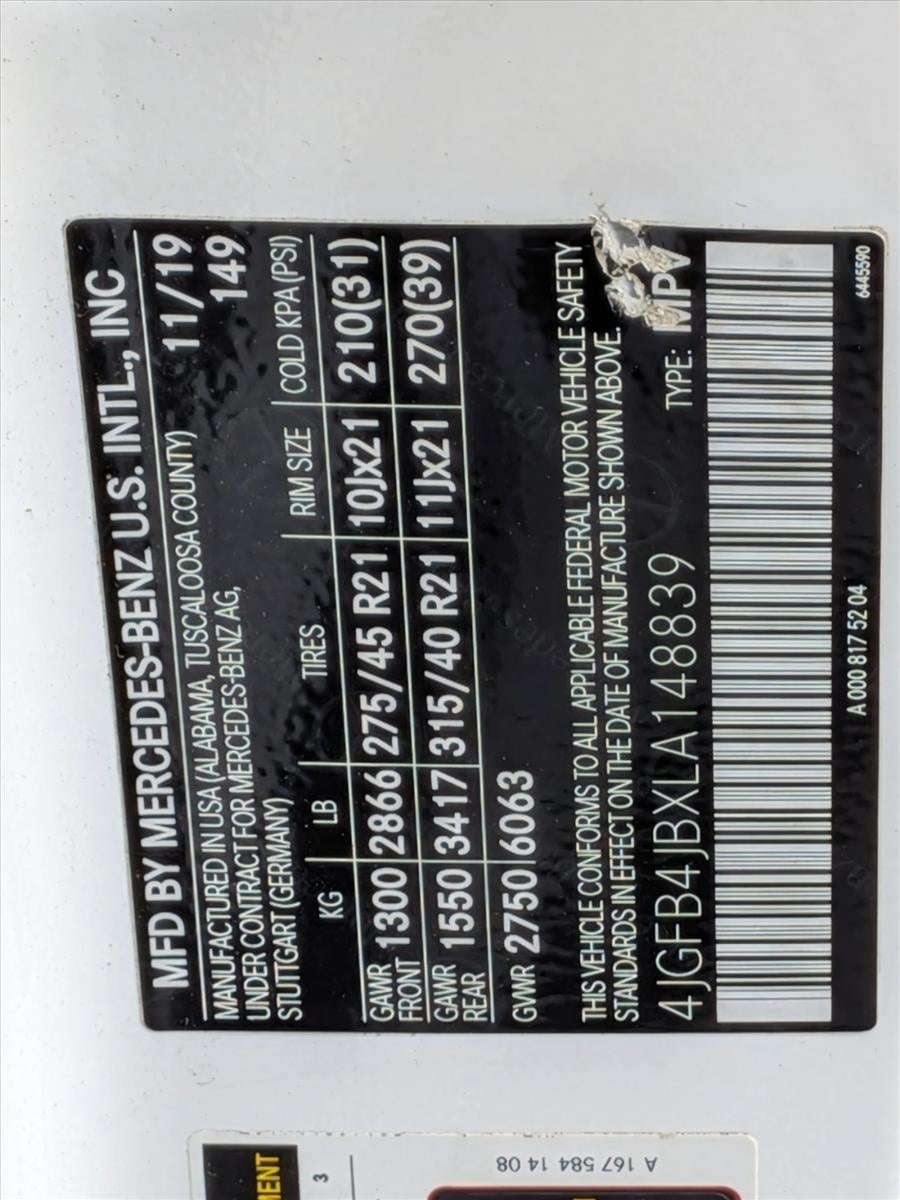 MFD BY MERCEDES-BENZ U.S. INTL., INC
MANUFACTURED IN USA (ALABAMA, TUSCALOOSA COUNTY) 11/19
UNDER CONTRACT FOR MERCEDES-BENZ AG, 149
STUTTGART (GERMANY)
KG LB TIRES RIM SIZE COLD KPA (PSI)
GAWR FRONT 1300 2866 275/45 R21 10Jx21 210(31)
GAWR REAR 1550 3417 315/40 R21 11Jx21 270(39)
GVWR 2750 6063
THIS VEHICLE CONFORMS TO ALL APPLICABLE FEDERAL MOTOR VEHICLE SAFETY
STANDARDS IN EFFECT ON THE DATE OF MANUFACTURE SHOWN ABOVE.
4JGFB4JBXLA148839 TYPE: MPV
A 000 817 52 04 6445590
A 167 584 14 08
3